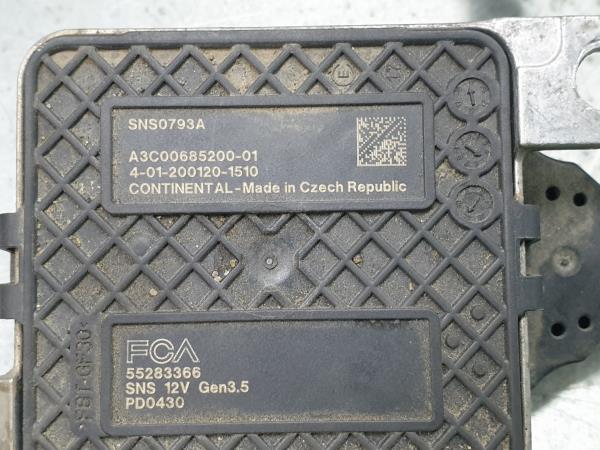 SNS0793A
A3C00685200-01
4-01-200120-1510
CONTINENTAL-Made in Czech Republic
FCA
55283366
SNS 12V Gen3.5
PD0430